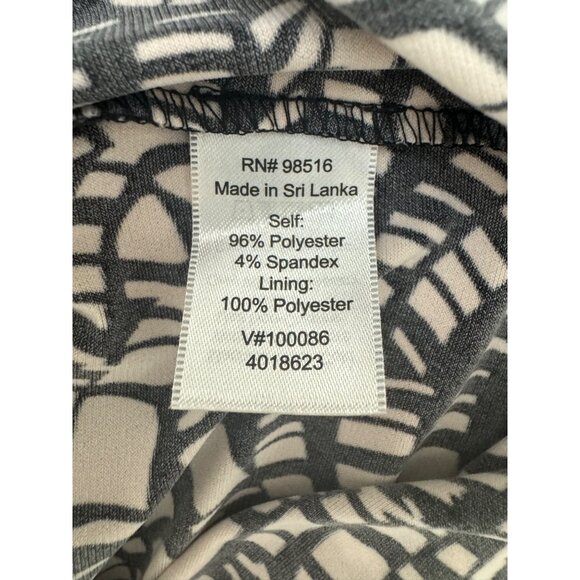 RN# 98516
Made in Sri Lanka
Self:
96% Polyester
4% Spandex
Lining:
100% Polyester
V#100086
4018623